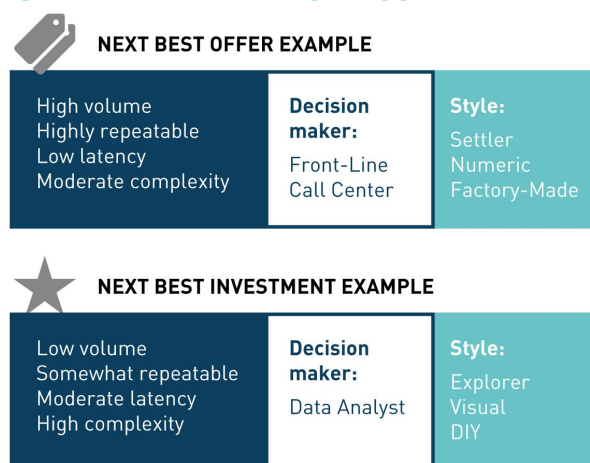 NEXT BEST OFFER EXAMPLE
High volume
Highly repeatable
Low latency
Moderate complexity
Decision
maker:
Front-Line
Call Center
Style:
Settler
Numeric
Factory-Made
NEXT BEST INVESTMENT EXAMPLE
Low volume
Somewhat repeatable
Moderate latency
High complexity
Decision
maker:
Data Analyst
Style:
Explorer
Visual
DIY